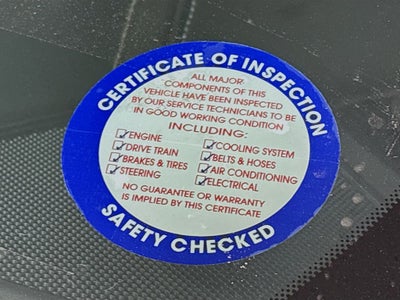 CERTIFICATE OF INSPECTION
ALL MAJOR
COMPONENTS OF THIS
VEHICLE HAVE BEEN INSPECTED
BY OUR SERVICE TECHNICIANS TO BE
IN GOOD WORKING CONDITION
INCLUDING:
ENGINE
DRIVE TRAIN
BRAKES & TIRES
STEERING
COOLING SYSTEM
BELTS & HOSES
AIR CONDITIONING
ELECTRICAL
NO GUARANTEE OR WARRANTY
IS IMPLIED BY THIS CERTIFICATE
SAFETY CHECKED